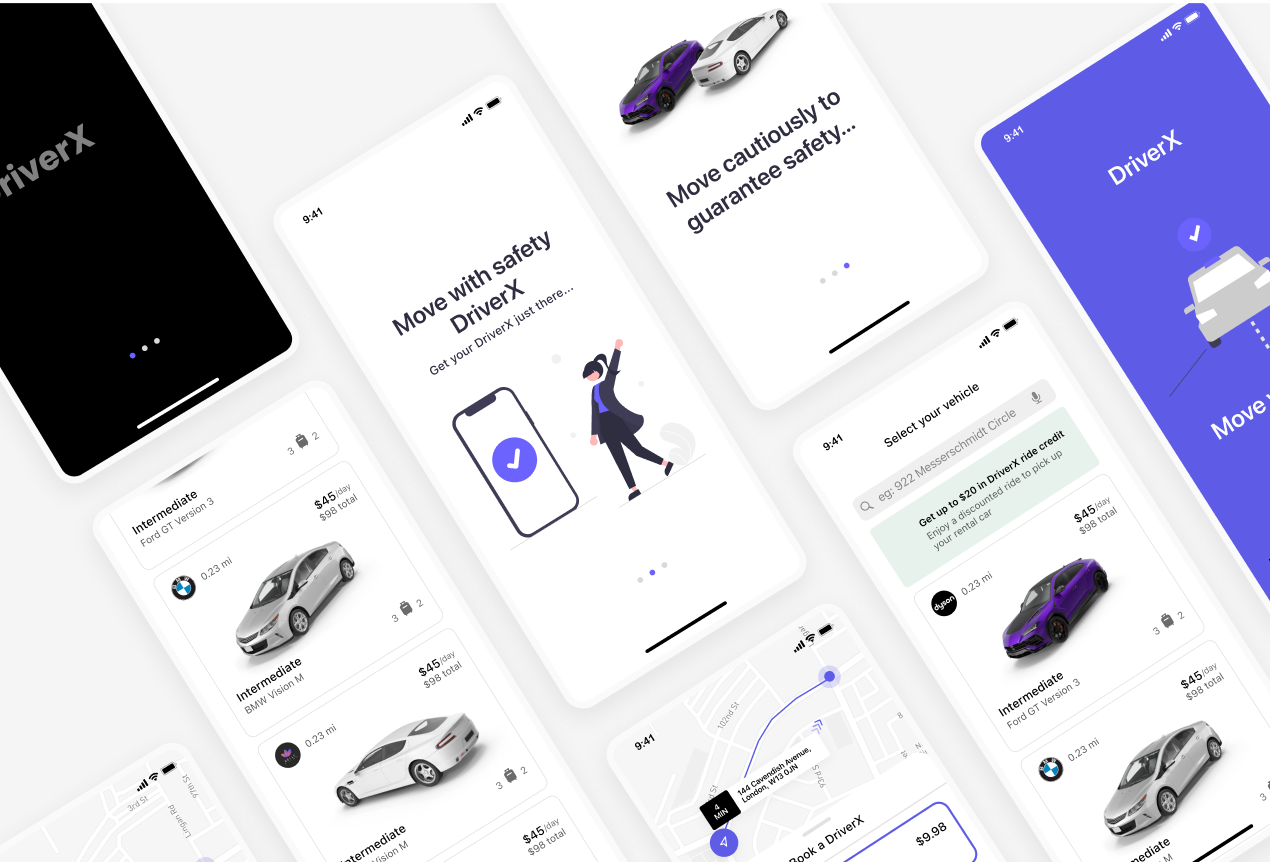 DriverX
9:41
Move with safety
DriverX
Get your DriverX just there...
Move cautiously to
guarantee safety...
9:41
DriverX
3 2
Intermediate
Ford GT Version 3
$45/day
$98 total
0.23 mi
3 2
Intermediate
BMW Vision M
$45/day
$98 total
0.23 mi
3 2
Intermediate
Vision M
$45/day
$98 total
3rd St
97th St
Lingan Rd
9:41
Select your vehicle
eg: 922 Messerschmidt Circle
Get up to $20 in DriverX ride credit
Enjoy a discounted ride to pick up
your rental car
$45/day
$98 total
dyson
0.23 mi
3 2
Intermediate
Ford GT Version 3
$45/day
$98 total
0.23 mi
3
Intermediate
9:41
102nd St
93rd S
8
4
MIN
144 Cavendish Avenue,
London, W13 0JN
4
Book a DriverX
$9.98
Move